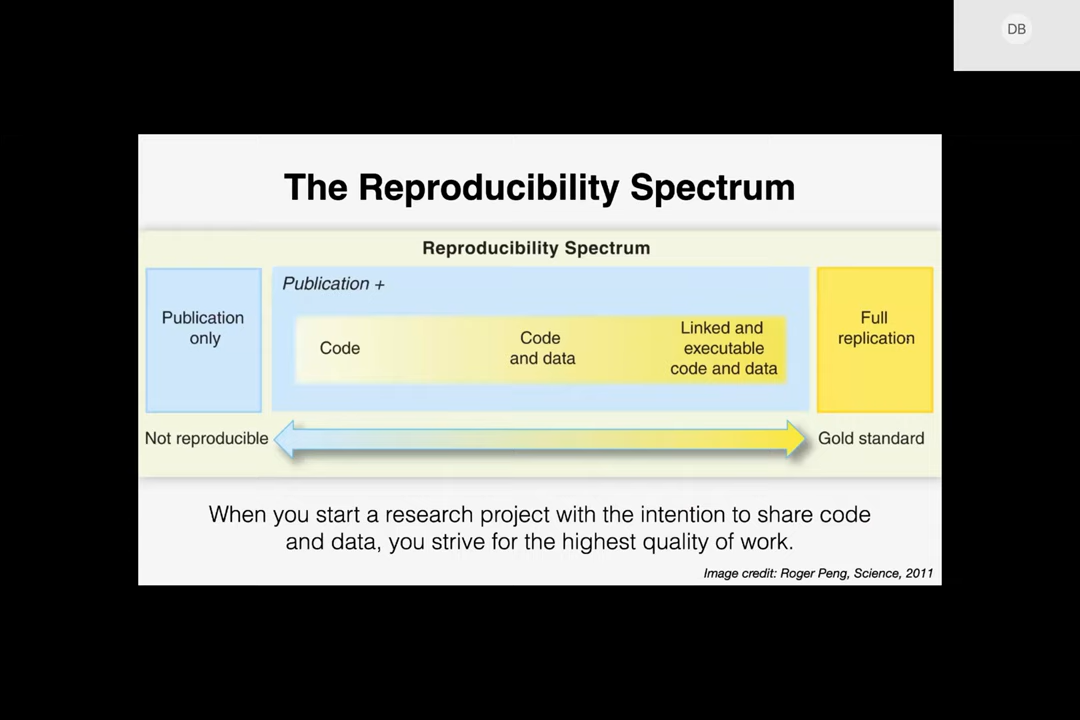 DB
The Reproducibility Spectrum
Reproducibility Spectrum
Publication only
Publication +
Code
Code
and data
Linked and
executable
code and data
Full
replication
Not reproducible
Gold standard
When you start a research project with the intention to share code
and data, you strive for the highest quality of work.
Image credit: Roger Peng, Science, 2011